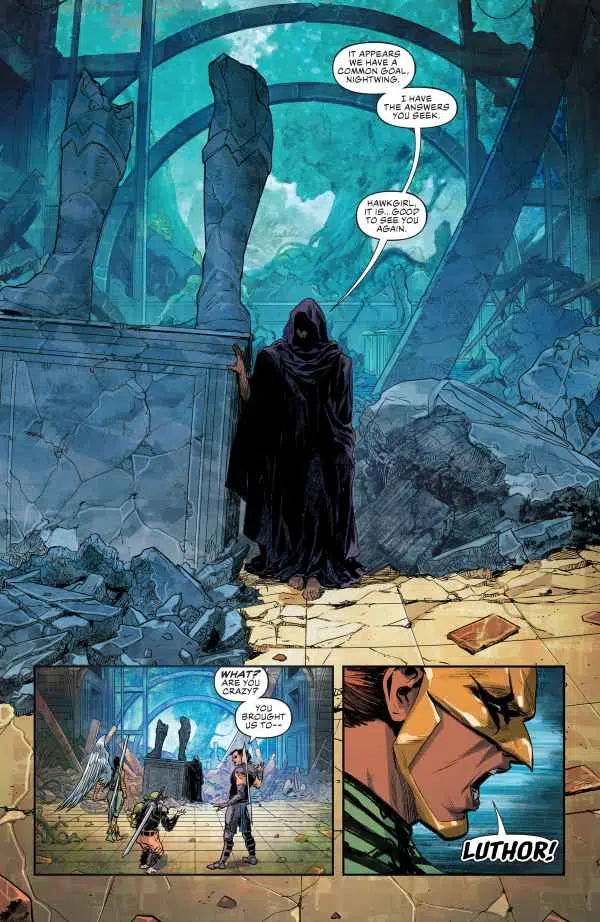 IT APPEARS
WE HAVE A
COMMON GOAL,
NIGHTWING.
I HAVE
THE ANSWERS
YOU SEEK.
HAWKGIRL,
IT IS...GOOD
TO SEE YOU
AGAIN.
WHAT?
ARE YOU
CRAZY?
YOU
BROUGHT
US TO--
LUTHOR!